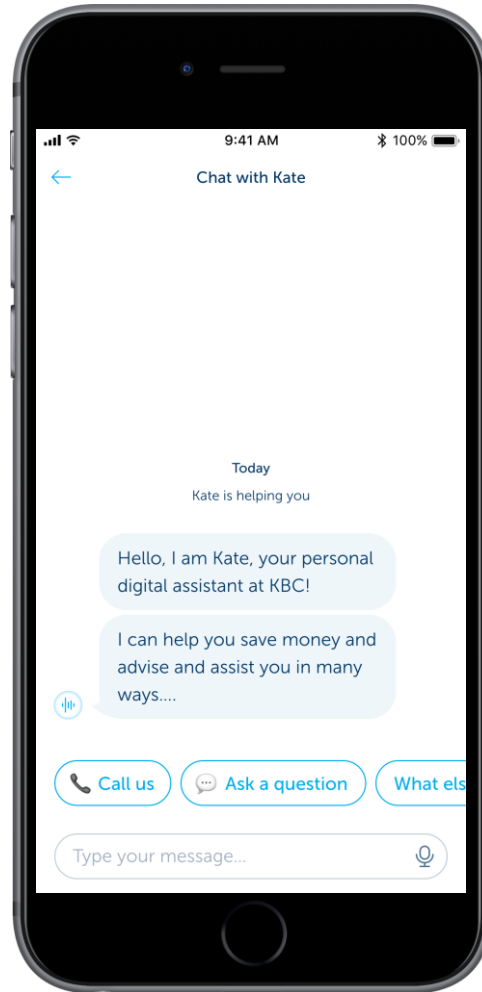 9:41 AM
100%
Chat with Kate
Today
Kate is helping you
Hello, I am Kate, your personal
digital assistant at KBC!
I can help you save money and
advise and assist you in many
ways....
Call us
Ask a question
What els
Type your message...